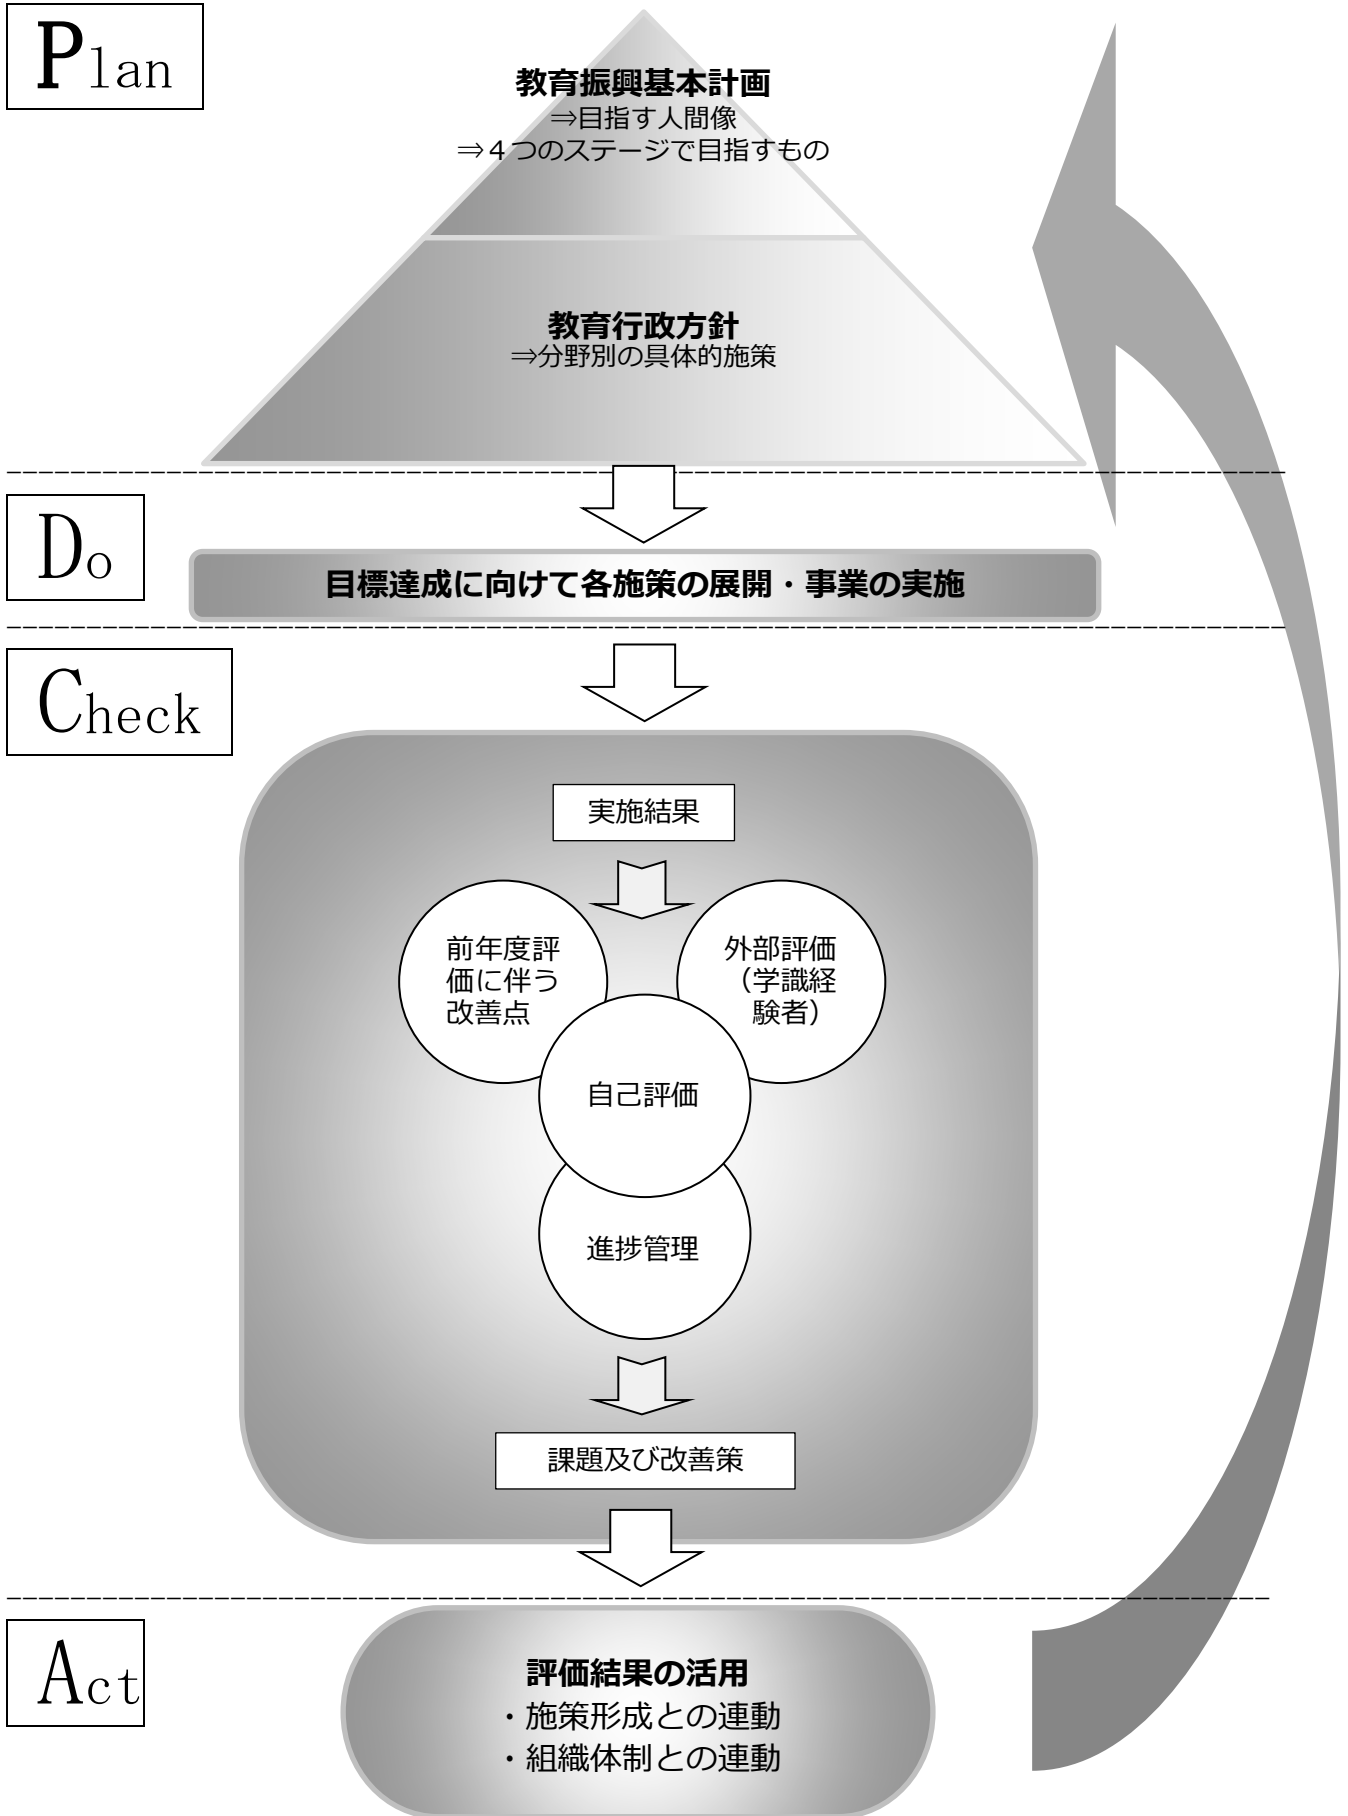 Plan
教育振興基本計画
⇒目指す人間像
⇒４つのステージで目指すもの
教育行政方針
⇒分野別の具体的施策
Do
目標達成に向けて各施策の展開・事業の実施
Check
実施結果
前年度評
価に伴う
改善点
外部評価
（学識経
験者）
自己評価
進捗管理
課題及び改善策
Act
評価結果の活用
・施策形成との連動
・組織体制との連動